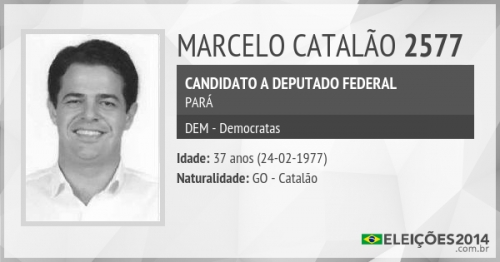 MARCELO CATALÃO 2577
CANDIDATO A DEPUTADO FEDERAL
PARÁ
DEM - Democratas
Idade: 37 anos (24-02-1977)
Naturalidade: GO - Catalão
ELEIÇÕES2014
.com.br